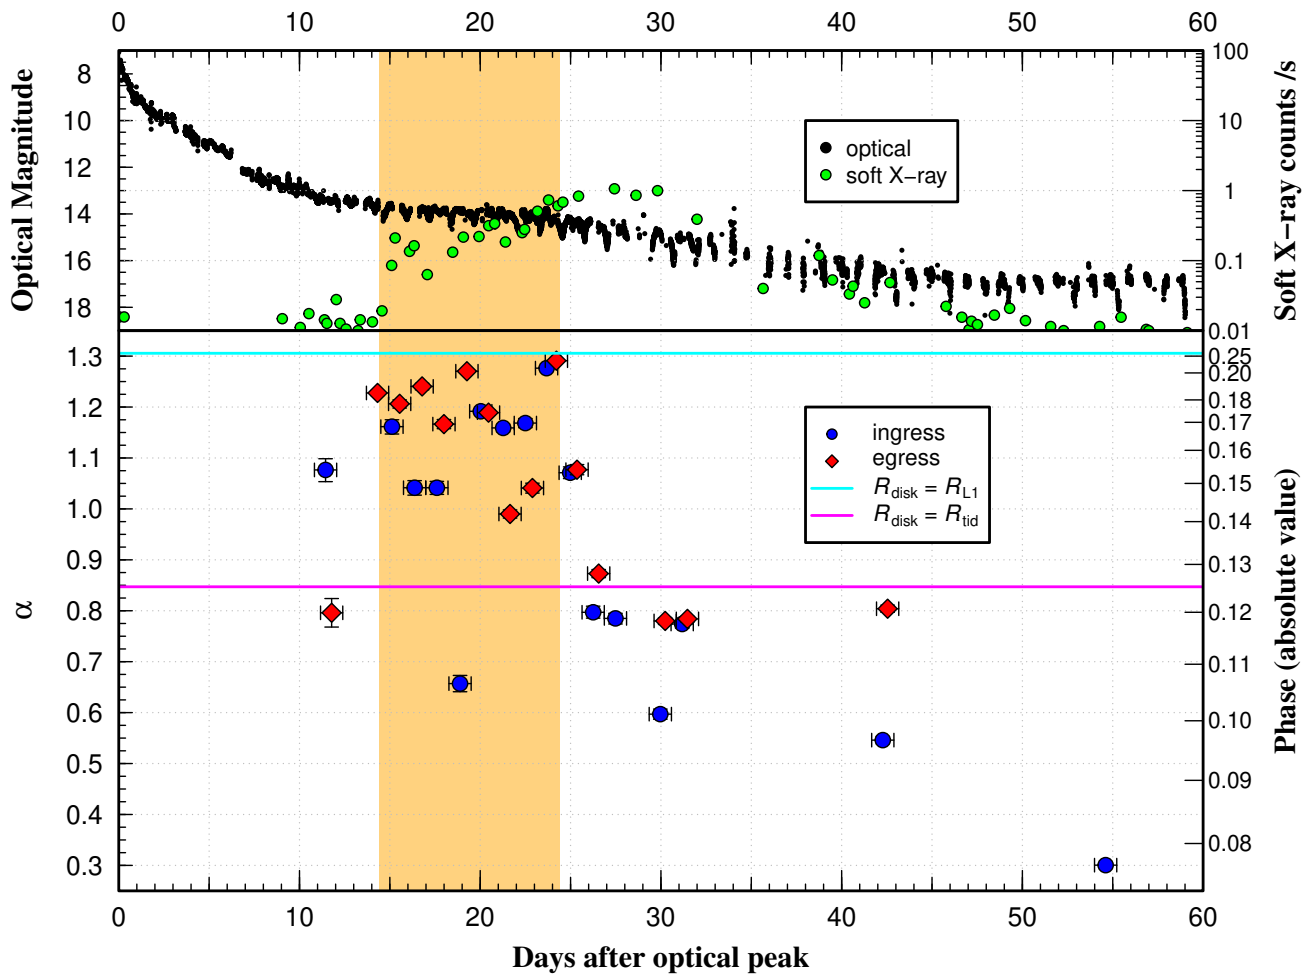 0 10 20 30 40 50 60
Optical Magnitude
8
10
12
14
16
18
100
10
1
0.1
0.01
Soft X−ray counts /s
optical
soft X−ray
α
1.3
1.2
1.1
1.0
0.9
0.8
0.7
0.6
0.5
0.4
0.3
0.25
0.20
0.18
0.17
0.16
0.15
0.14
0.13
0.12
0.11
0.10
0.09
0.08
Phase (absolute value)
ingress
egress
Rdisk = RL1
Rdisk = Rtid
0 10 20 30 40 50 60
Days after optical peak